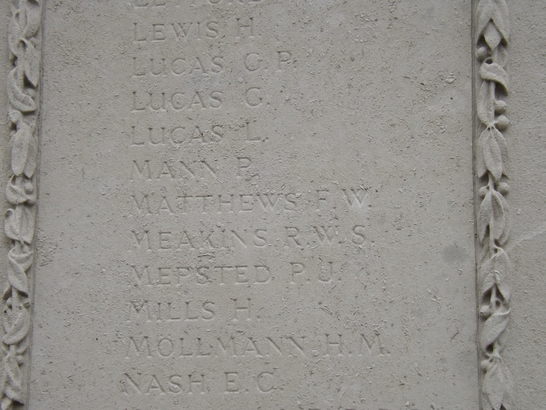 LEWIS H.
LUCAS G.P.
LUCAS G.
LUCAS L.
MANN P.
MATTHEWS F.W.
MEAKINS R.W.S.
MEPSTED P.J.
MILLS H.
MOLLMANN H.M.
NASH E.C.